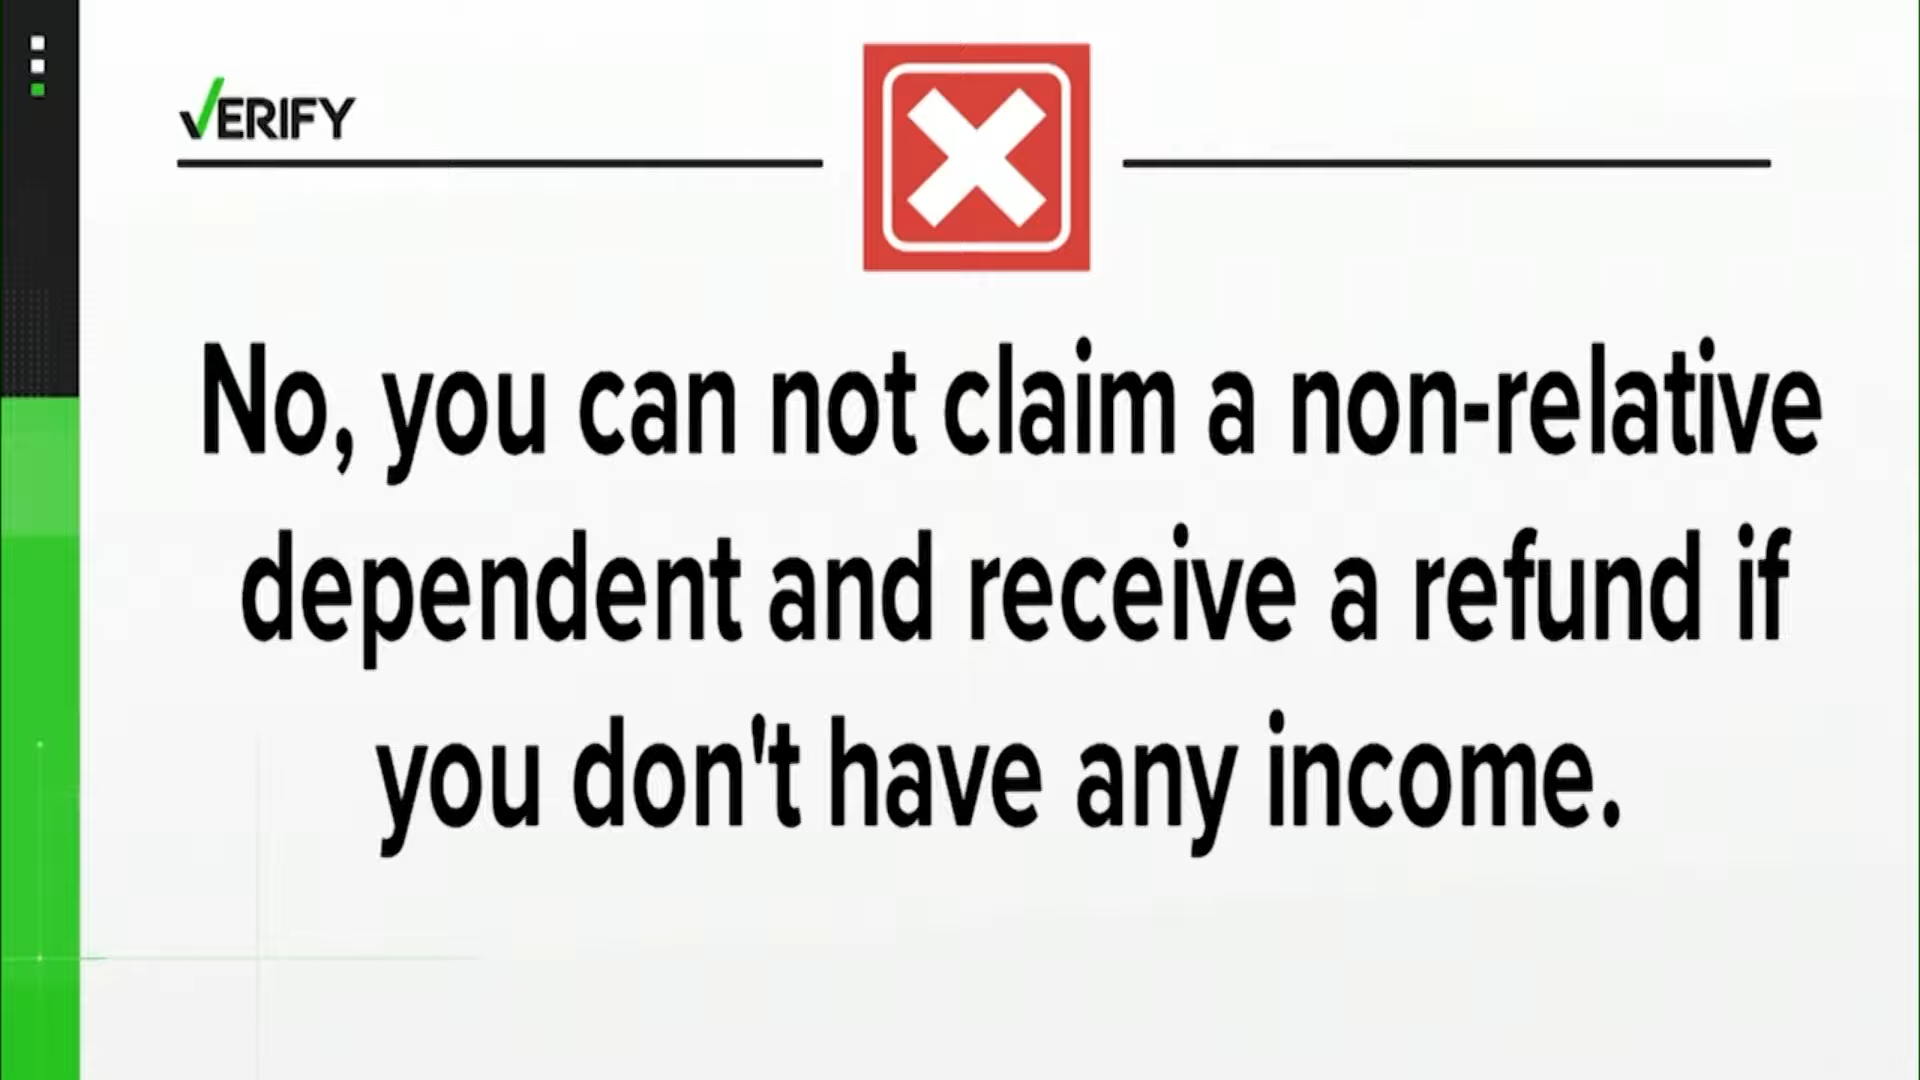 VERIFY
No, you can not claim a non-relative
dependent and receive a refund if
you don't have any income.